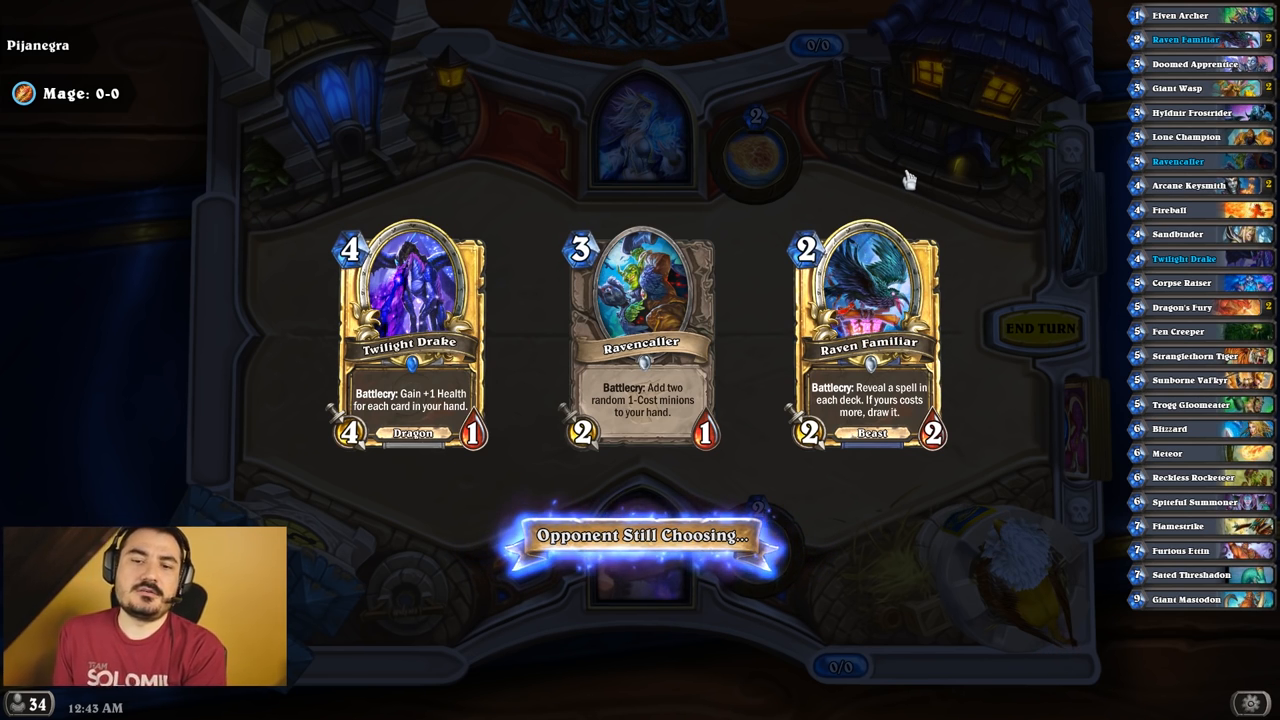 Pijanegra
Mage: 0-0
0/0
2
4
Twilight Drake
Battlecry: Gain +1 Health
for each card in your hand.
4
Dragon
1
3
Ravencaller
Battlecry: Add two
random 1-Cost minions
to your hand.
2
1
2
Raven Familiar
Battlecry: Reveal a spell in
each deck. If yours costs
more, draw it.
2
Beast
2
END TURN
Opponent Still Choosing...
2
0/0
TEAM
SOLOMI
34
12:43 AM
1 Elven Archer
2 Raven Familiar 2
3 Doomed Apprentice
3 Giant Wasp 2
3 Hyldnir Frostrider
3 Lone Champion
3 Ravencaller
4 Arcane Keysmith 2
4 Fireball
4 Sandbinder
4 Twilight Drake
5 Corpse Raiser
5 Dragon's Fury 2
5 Fen Creeper
5 Stranglethorn Tiger
5 Sunborne Val'kyr
5 Trogg Gloomeater
6 Blizzard
6 Meteor
6 Reckless Rocketeer
6 Spiteful Summoner
7 Flamestrike
7 Furious Ettin
7 Sated Threshadon
9 Giant Mastodon